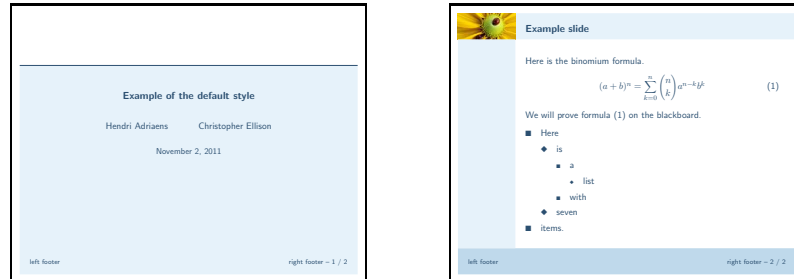 Example of the default style
Hendri Adriaens Christopher Ellison
November 2, 2011
left footer right footer – 1 / 2
Example slide
Here is the binomium formula.
(a + b)^n = ∑_{k=0}^{n} \binom{n}{k} a^{n−k} b^k (1)
We will prove formula (1) on the blackboard.
■ Here
◆ is
■ a
◆ list
■ with
◆ seven
■ items.
left footer right footer – 2 / 2